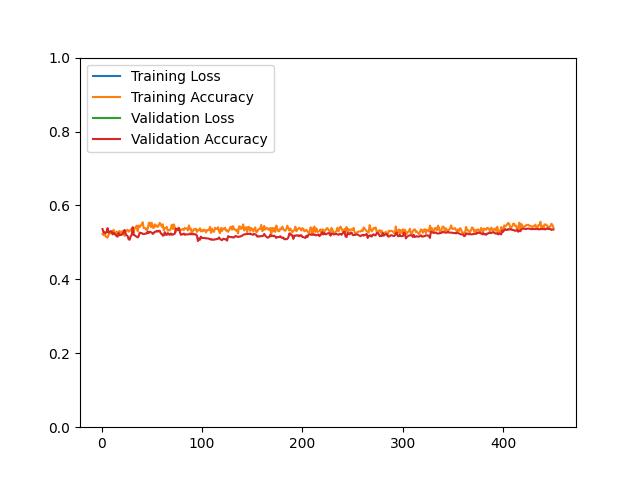 1.0
0.8
0.6
0.4
0.2
0.0
Training Loss
Training Accuracy
Validation Loss
Validation Accuracy
0 100 200 300 400